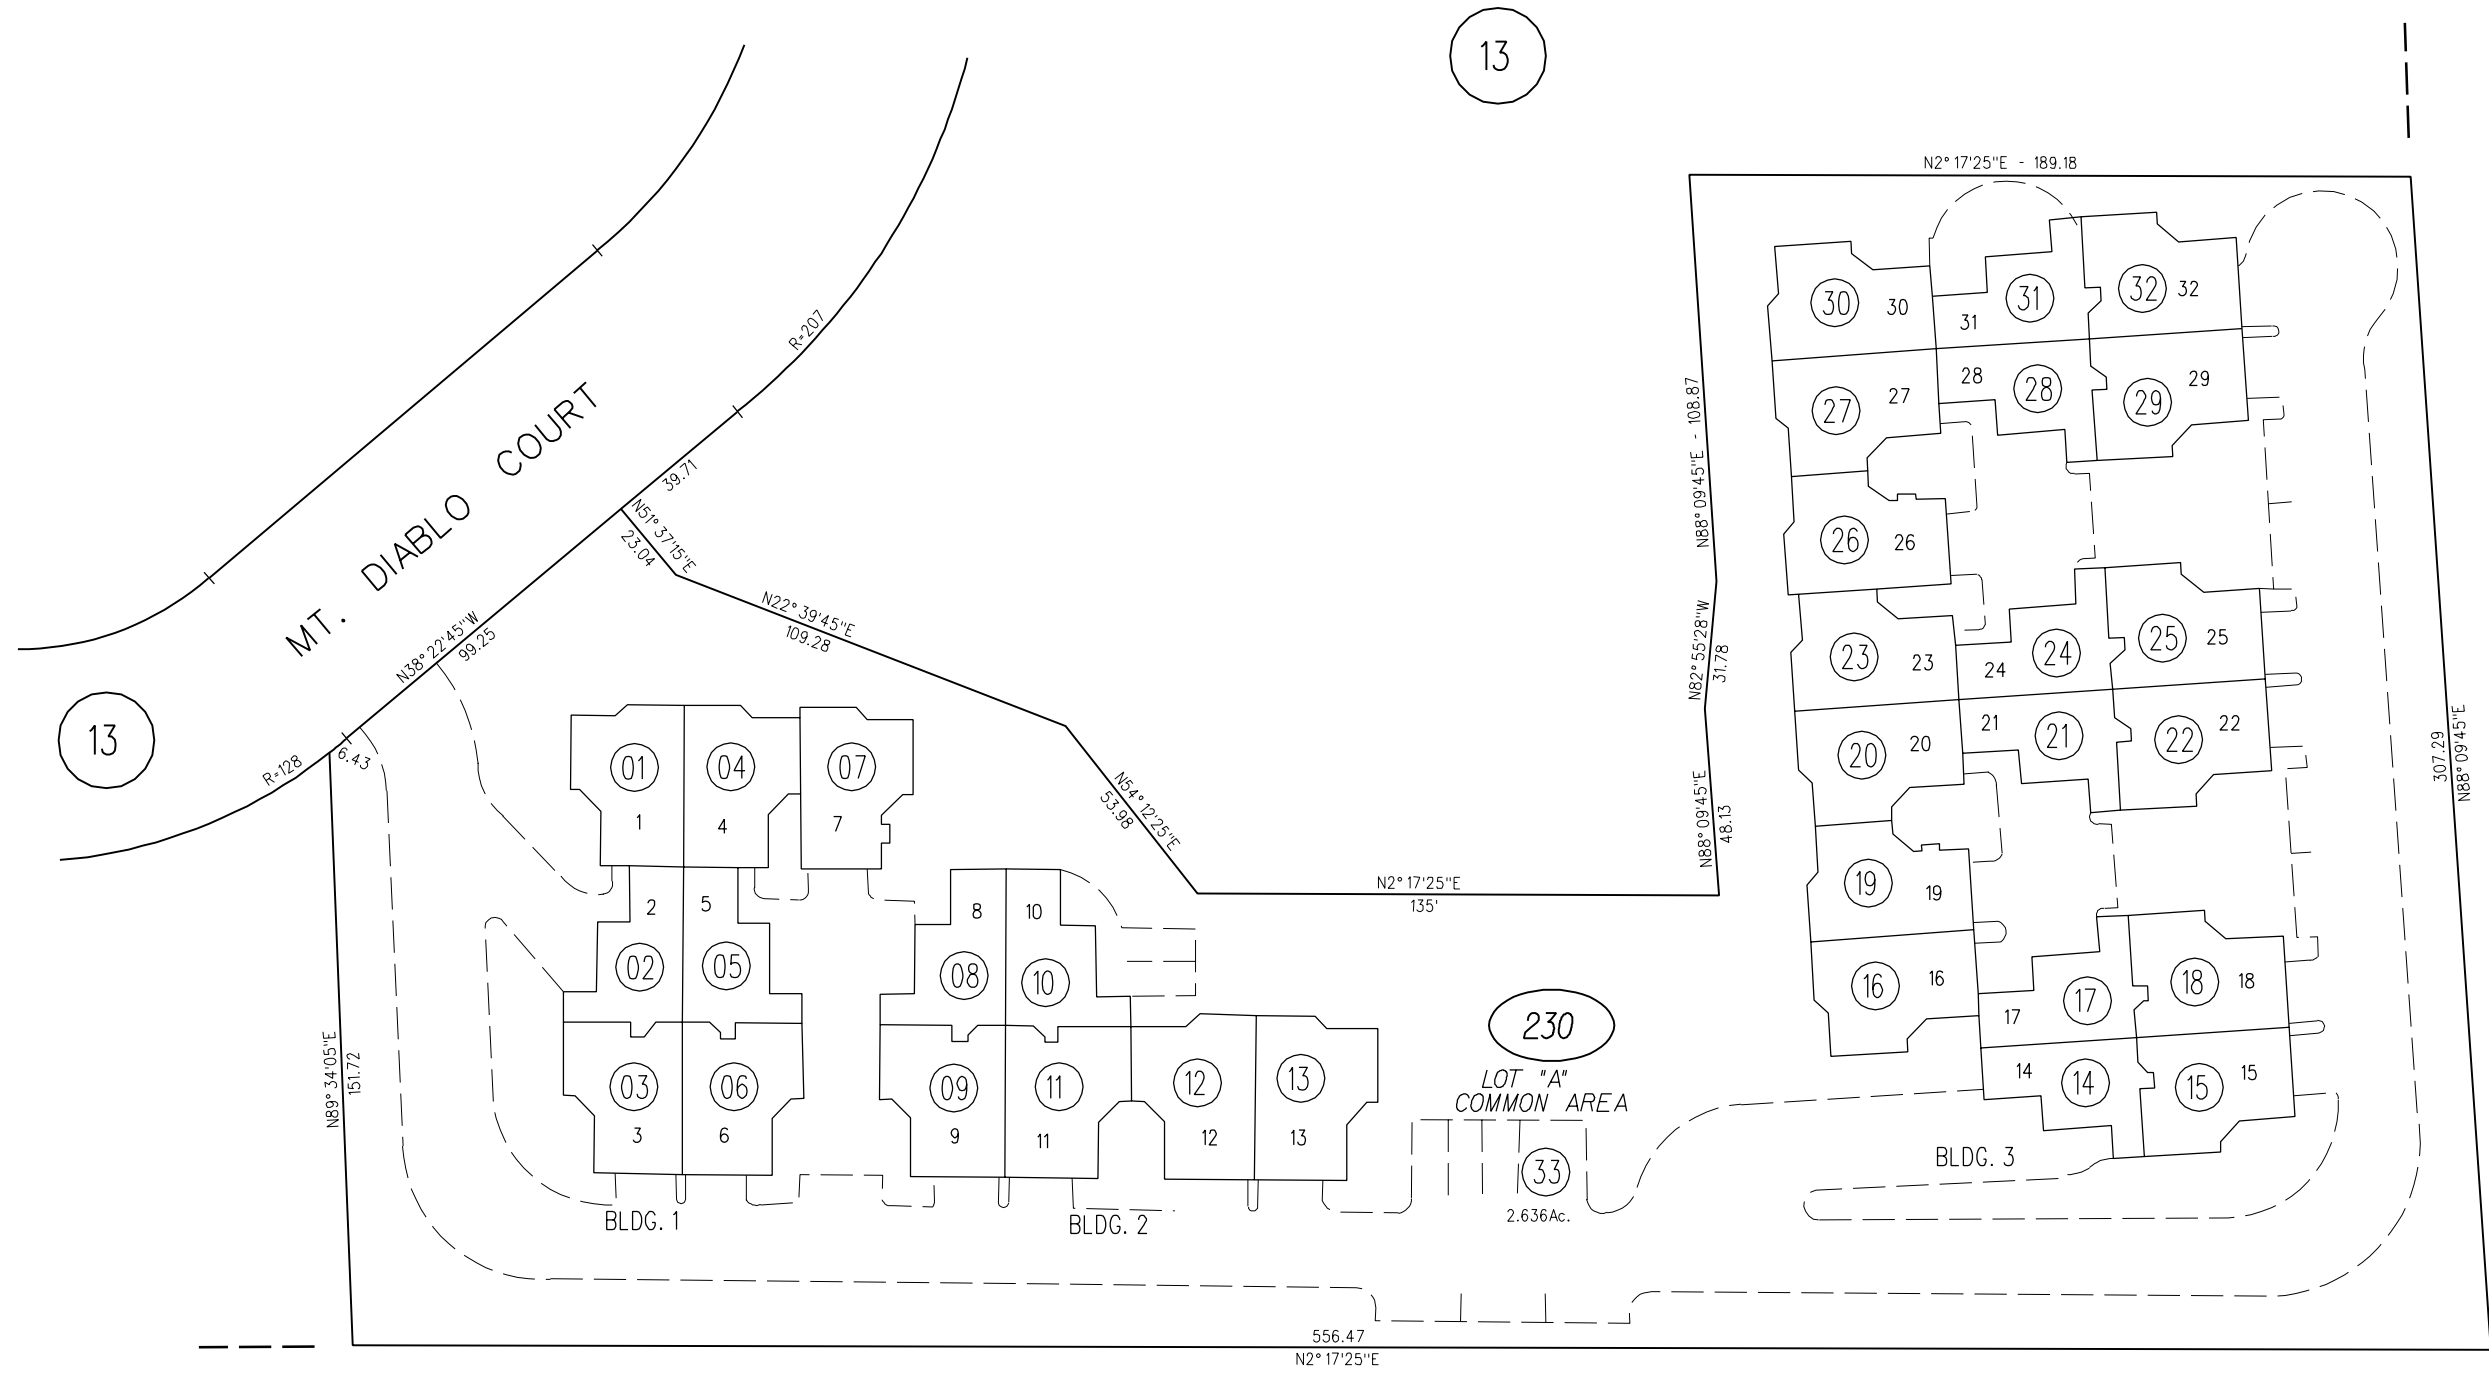 13
N2°17'25"E - 189.18
R=207
MT. DIABLO COURT
39.71
N51°37'15"E
23.04
N22°39'45"E
109.28
N38°22'45"W
99.25
13
R=128
6.43
N54°12'25"E
53.98
N2°17'25"E
135'
N88°09'45"E - 108.87
N82°55'28"W
31.78
N88°09'45"E
48.13
307.29
N88°09'45"E
N89°34'05"E
151.72
30 30
31
31
32 32
27 27
28 28
29
29
26 26
23 23
24
24
25 25
20 20
21 21
22 22
19 19
16 16
17
17
18 18
14 14
15 15
BLDG. 3
01 04 07
1 4 7
2 5
02 05
03 06
3 6
BLDG. 1
8 10
08 10
09 11 12 13
9 11 12 13
BLDG. 2
230
LOT "A"
COMMON AREA
33
2.636Ac.
556.47
N2°17'25"E